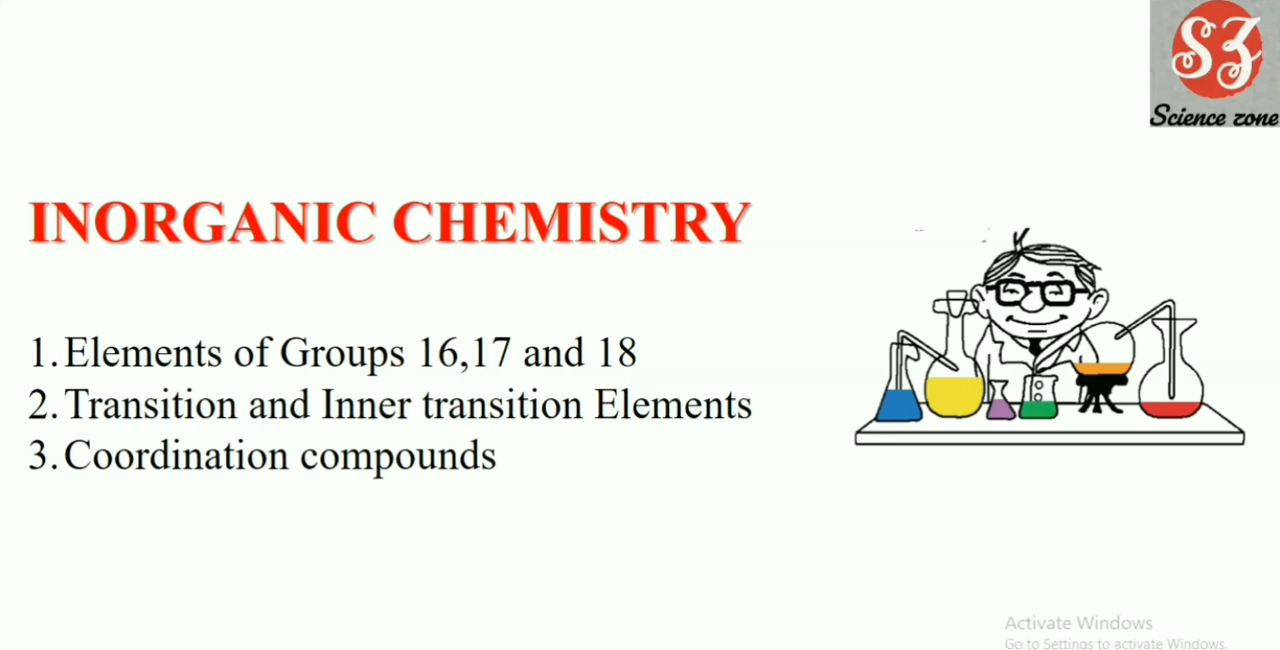 SZ
Science zone
INORGANIC CHEMISTRY
1. Elements of Groups 16,17 and 18
2. Transition and Inner transition Elements
3. Coordination compounds
Activate Windows
Go to Settings to activate Windows.